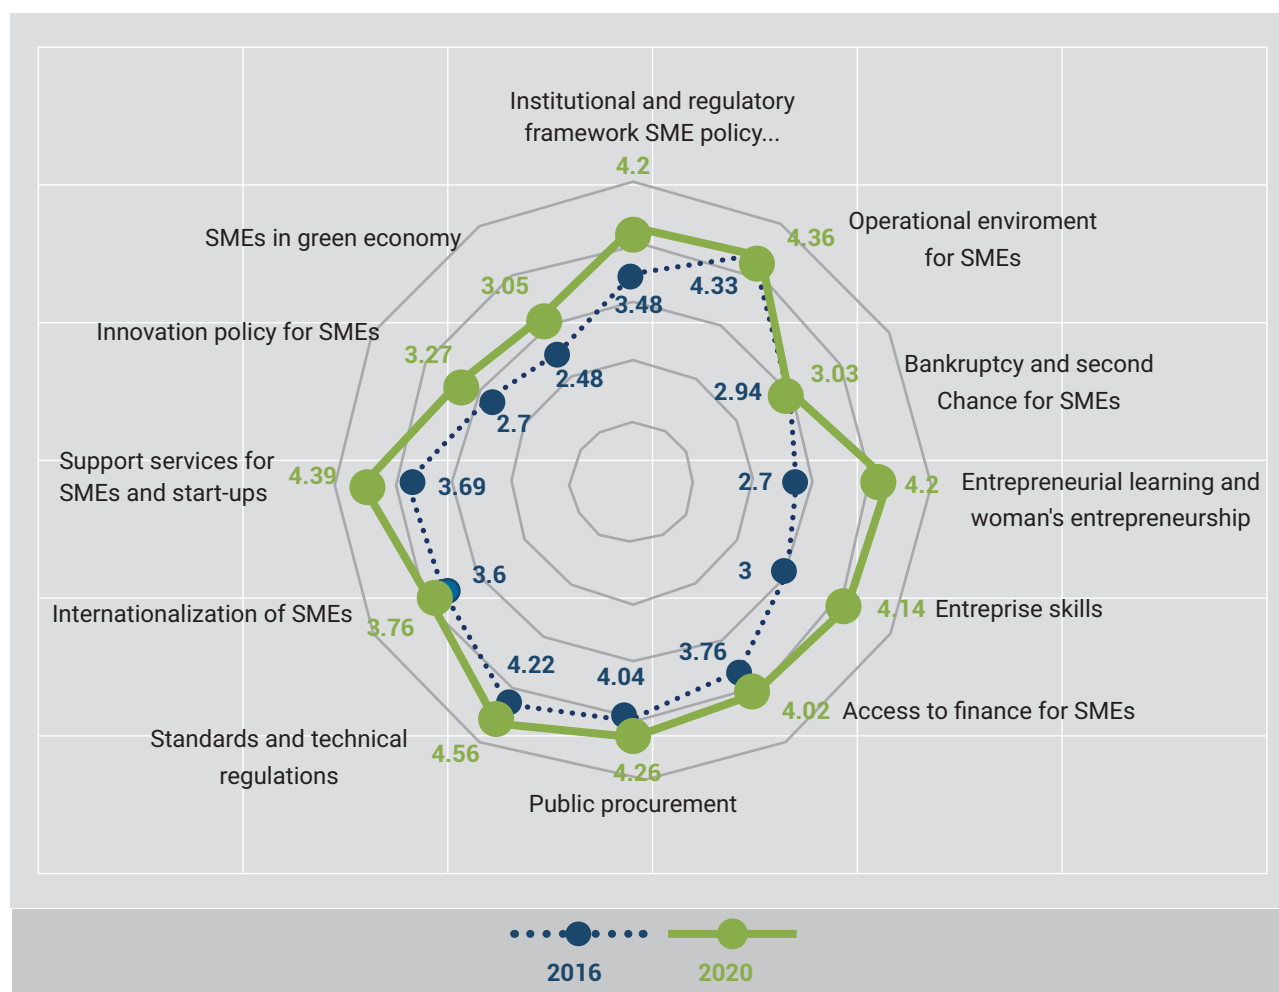 Institutional and regulatory
framework SME policy...
4.2
Operational enviroment
for SMEs
4.36
SMEs in green economy
3.05
4.33
3.48
Innovation policy for SMEs
3.27
2.48
2.94
3.03
Bankruptcy and second
Chance for SMEs
2.7
Support services for
SMEs and start-ups
4.39
3.69
2.7
4.2
Entrepreneurial learning and
woman's entrepreneurship
3.6
3
Internationalization of SMEs
3.76
4.14
Entreprise skills
4.22
4.04
3.76
4.02
Access to finance for SMEs
Standards and technical
regulations
4.56
4.26
Public procurement
2016
2020